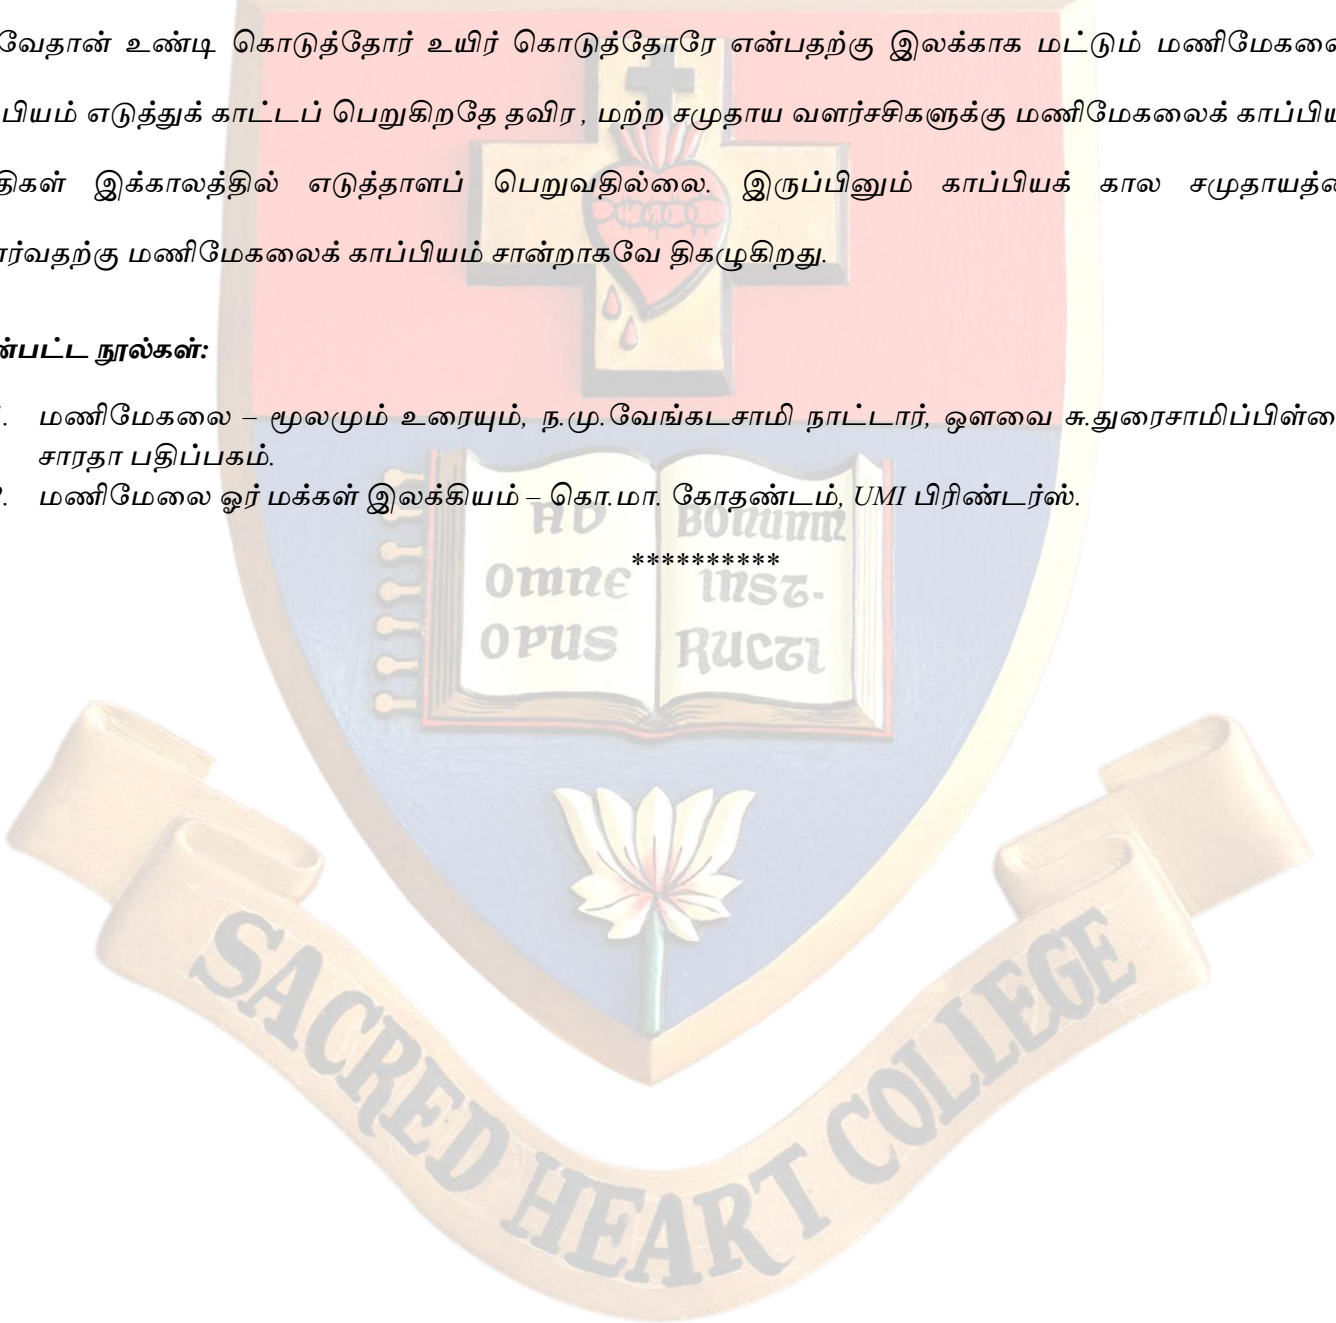 வேதான் உண்டி கொடுத்தோர் உயிர் கொடுத்தோரே என்பதற்கு இலக்காக மட்டும் மணிமேகலை
பியம் எடுத்துக் காட்டப் பெறுகிறதே தவிர , மற்ற சமுதாய வளர்சசிகளுக்கு மணிமேகலைக் காப்பிய
திகள் இக்காலத்தில் எடுத்தாளப் பெறுவதில்லை. இருப்பினும் காப்பியக் கால சமுதாயத்
ர்வதற்கு மணிமேகலைக் காப்பியம் சான்றாகவே திகழுகிறது.
ன்பட்ட நூல்கள்:
மணிமேகலை – மூலமும் உரையும், ந.மு.வேங்கடசாமி நாட்டார், ஔவை சு.துரைசாமிப்பிள்
சாரதா பதிப்பகம்.
மணிமேலை ஓர் மக்கள் இலக்கியம் – கொ.மா. கோதண்டம், UMI பிரிண்டர்ஸ்.
**********
AD
OMNE
OPUS
BONUM
INST-
RUCTI
SACRED HEART COLLEGE